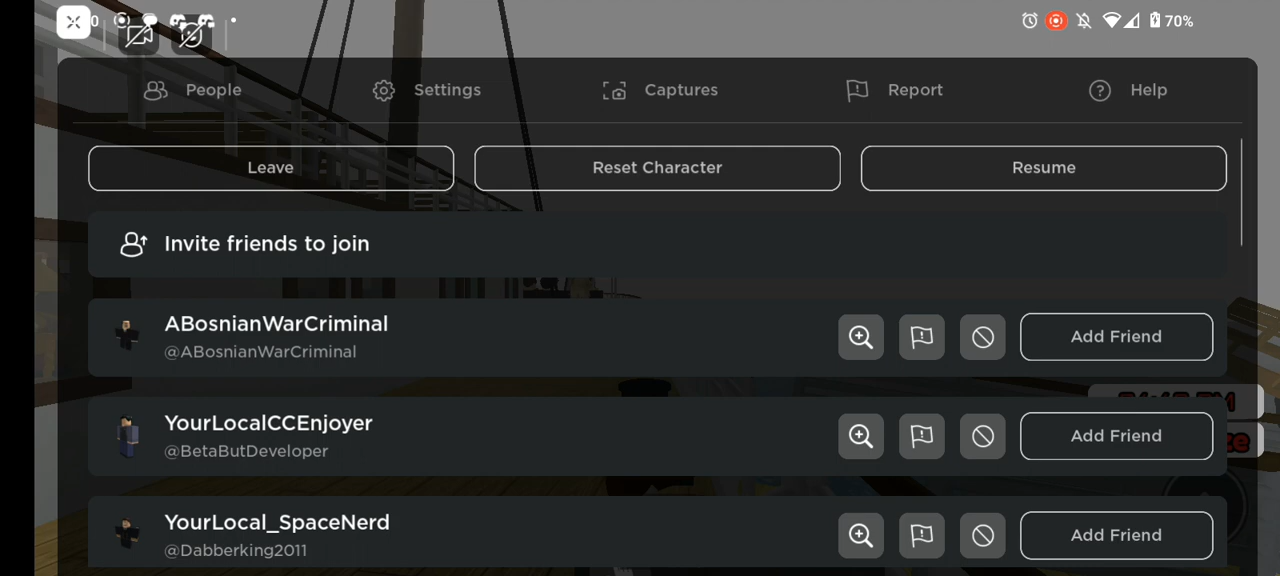 70%
People
Settings
Captures
Report
Help
Leave
Reset Character
Resume
Invite friends to join
ABosnianWarCriminal
@ABosnianWarCriminal
Add Friend
YourLocalCCEnjoyer
@BetaButDeveloper
Add Friend
YourLocal_SpaceNerd
@Dabberking2011
Add Friend